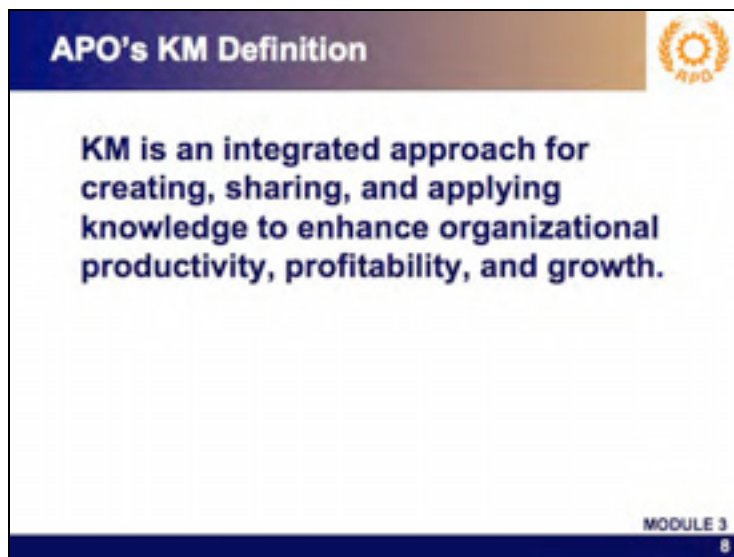 APO's KM Definition
APO
KM is an integrated approach for
creating, sharing, and applying
knowledge to enhance organizational
productivity, profitability, and growth.
MODULE 3
8